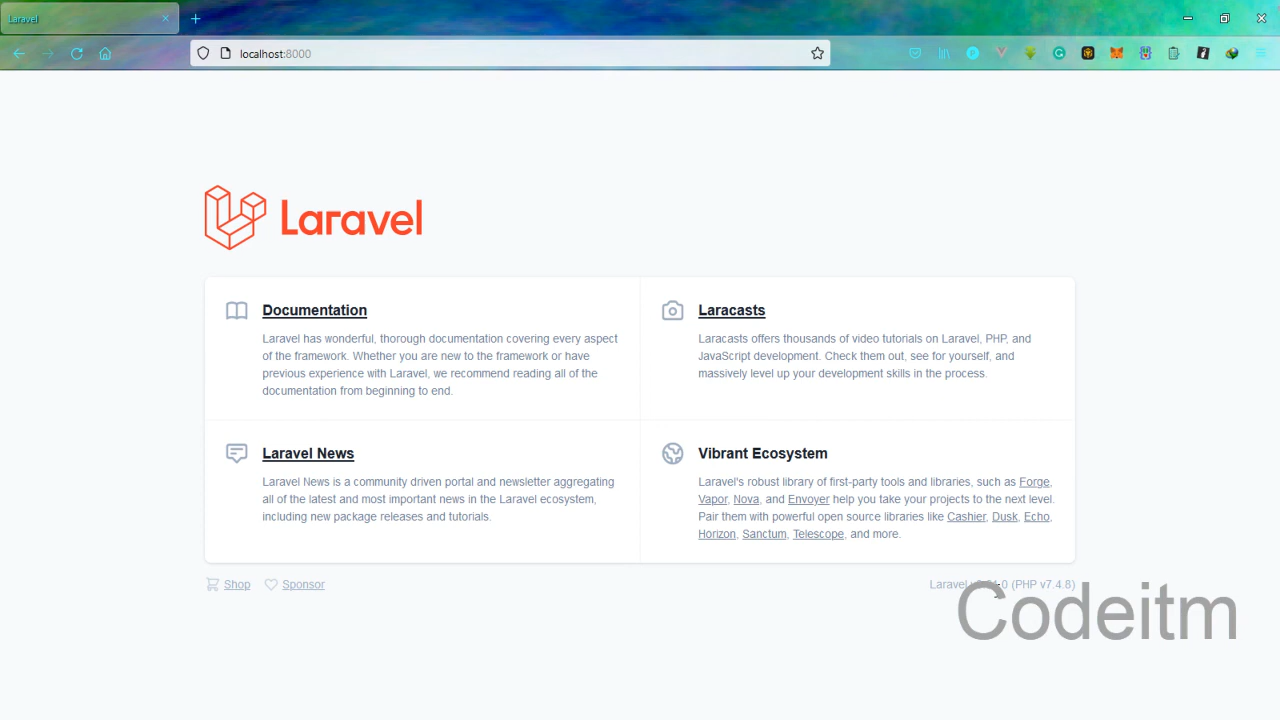 Laravel
localhost:8000
Laravel
Documentation
Laravel has wonderful, thorough documentation covering every aspect
of the framework. Whether you are new to the framework or have
previous experience with Laravel, we recommend reading all of the
documentation from beginning to end.
Laracasts
Laracasts offers thousands of video tutorials on Laravel, PHP, and
JavaScript development. Check them out, see for yourself, and
massively level up your development skills in the process.
Laravel News
Laravel News is a community driven portal and newsletter aggregating
all of the latest and most important news in the Laravel ecosystem,
including new package releases and tutorials.
Vibrant Ecosystem
Laravel's robust library of first-party tools and libraries, such as Forge,
Vapor, Nova, and Envoyer help you take your projects to the next level.
Pair them with powerful open source libraries like Cashier, Dusk, Echo,
Horizon, Sanctum, Telescope, and more.
Shop Sponsor
Laravel (PHP v7.4.8)
Codeitm